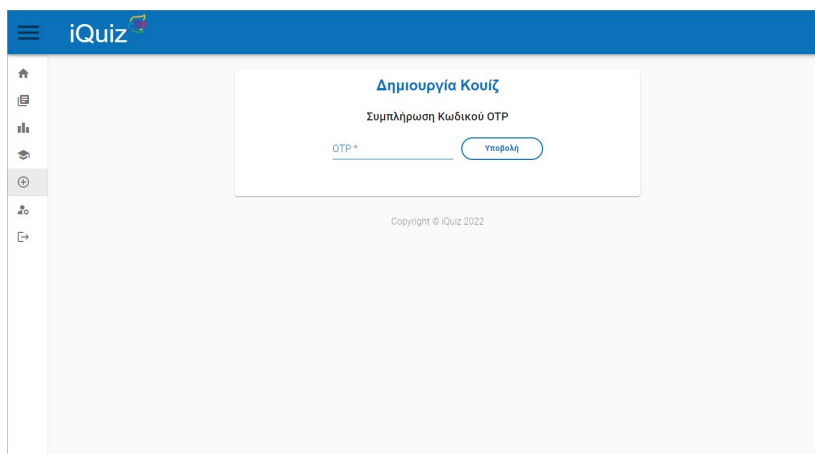 iQuiz
Δημιουργία Κουίζ
Συμπλήρωση Κωδικού OTP
OTP *
Υποβολή
Copyright © iQuiz 2022